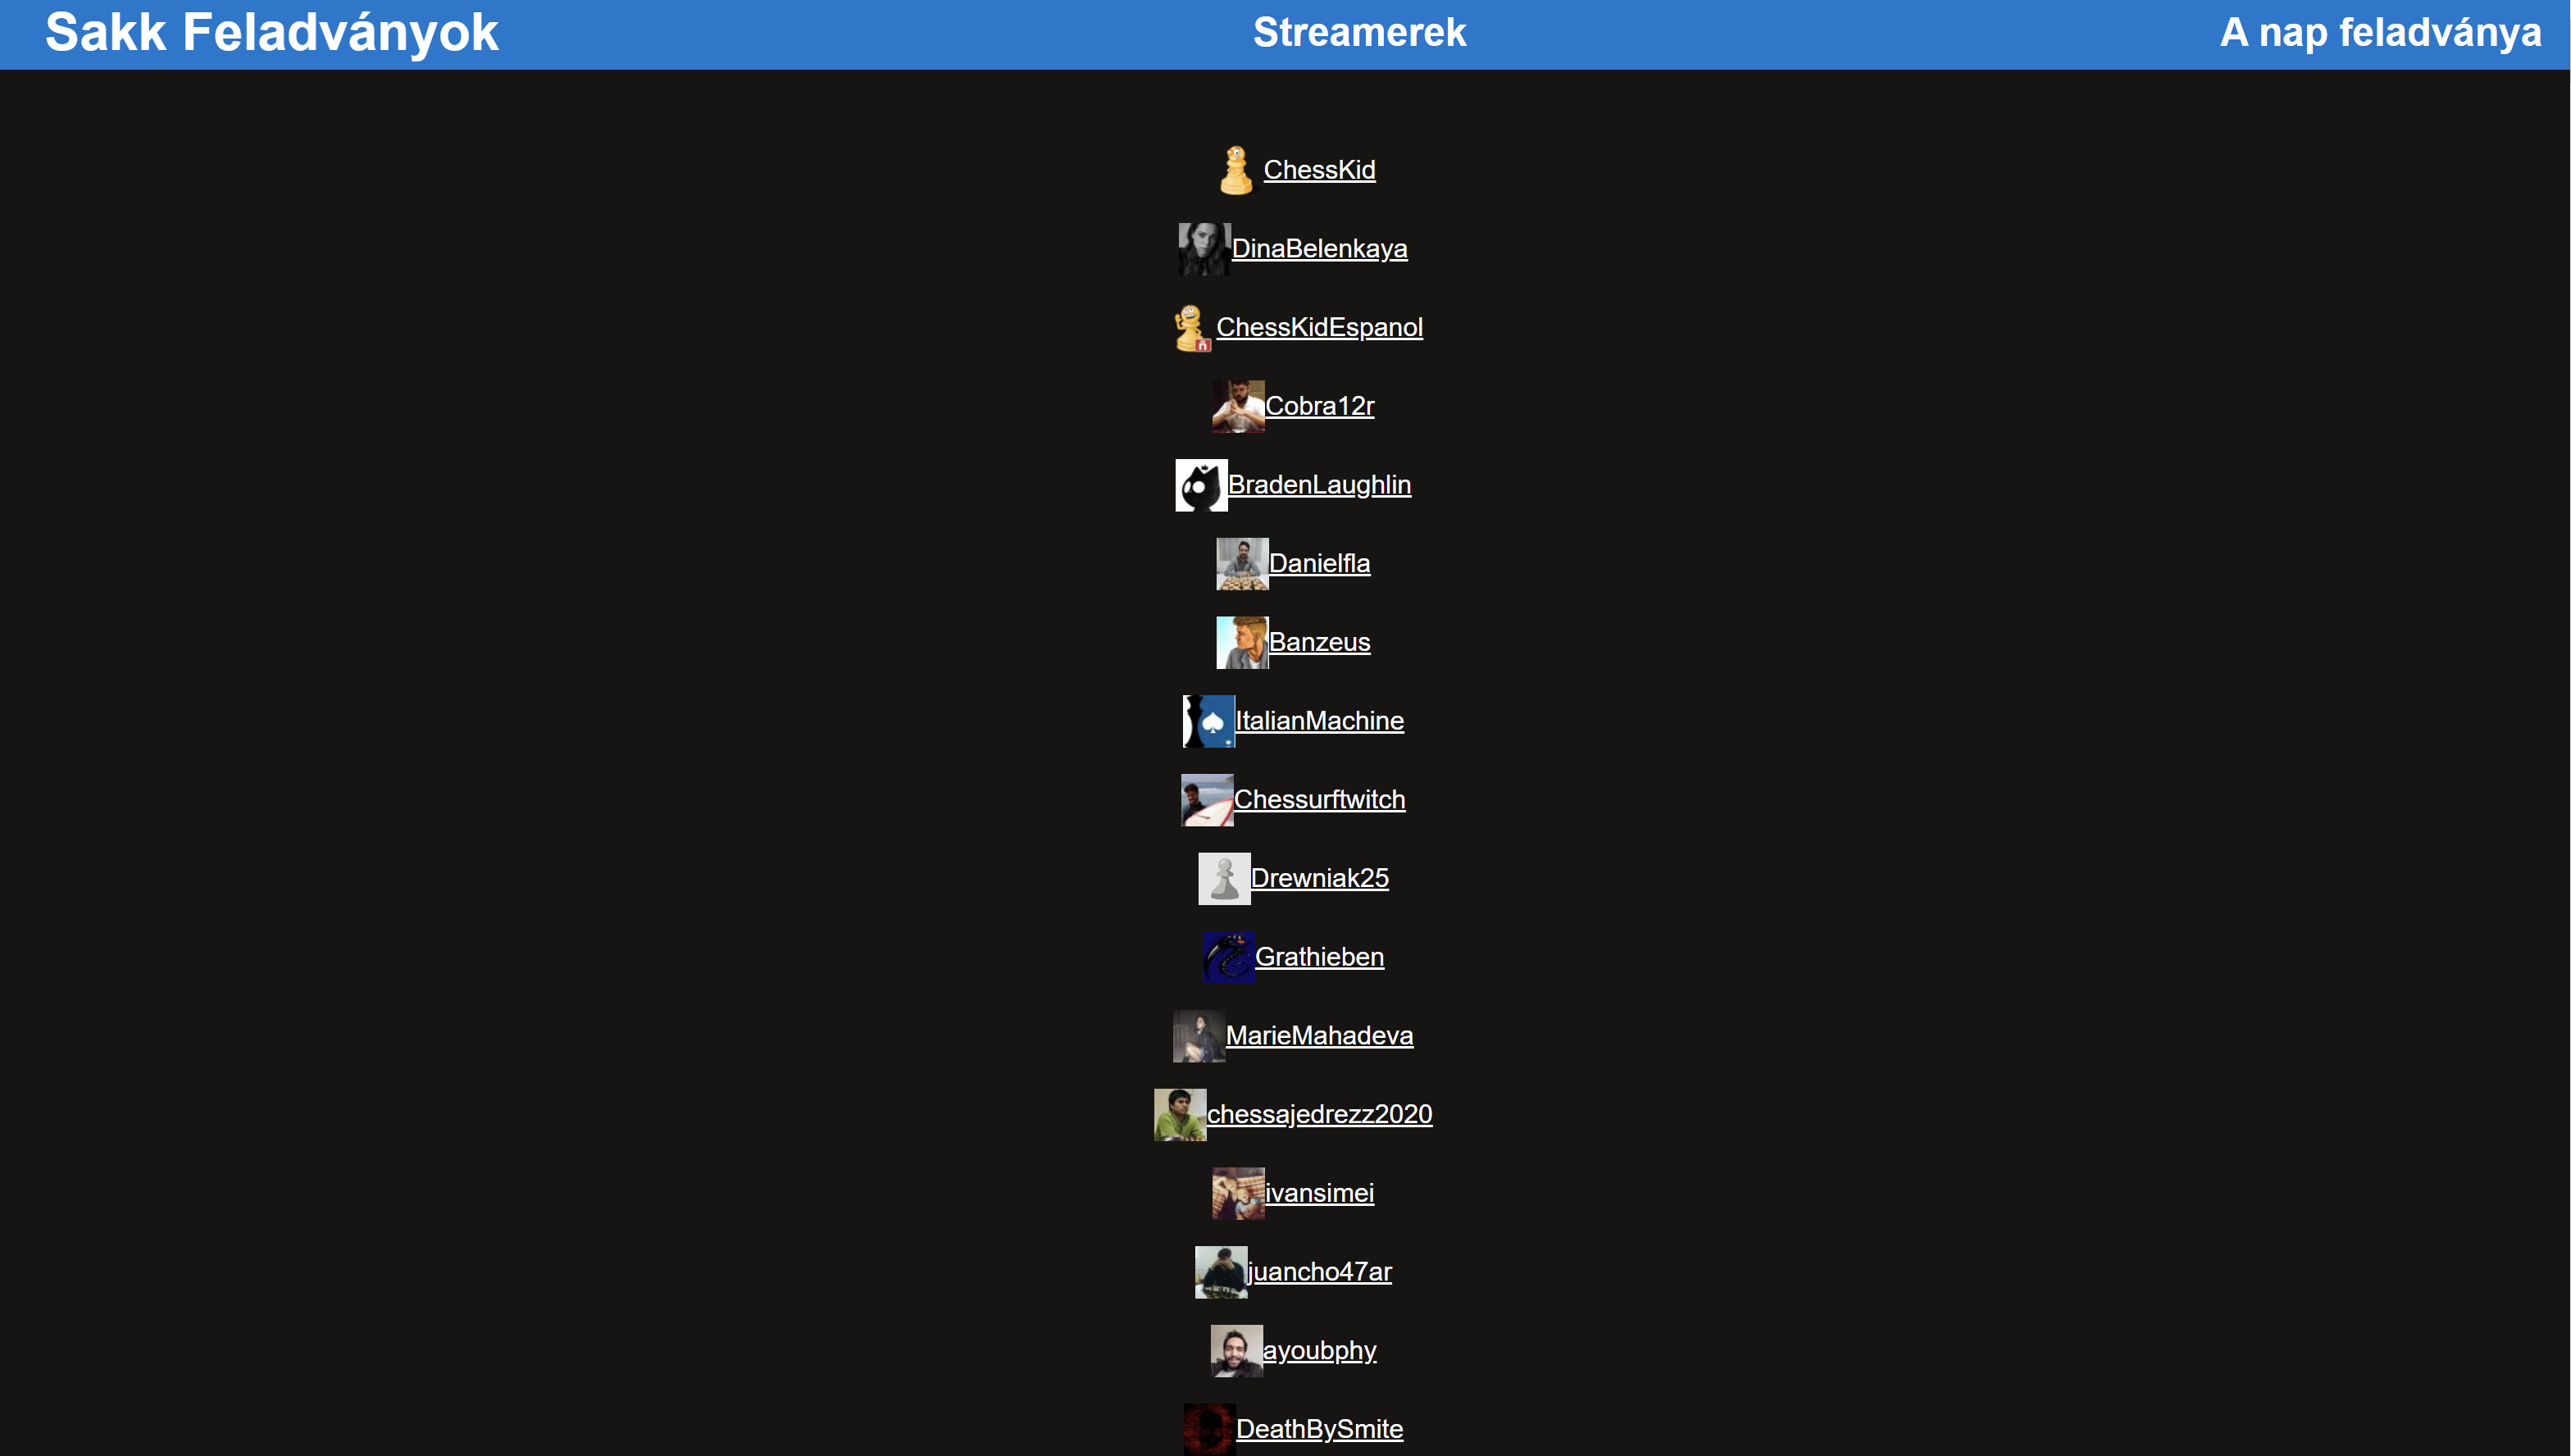 Sakk Feladványok Streamerek A nap feladványa
ChessKid
DinaBelenkaya
ChessKidEspanol
Cobra12r
BradenLaughlin
Danielfla
Banzeus
ItalianMachine
Chessurftwitch
Drewniak25
Grathieben
MarieMahadeva
chessajedrezz2020
ivansimei
juancho47ar
ayoubphy
DeathBySmite